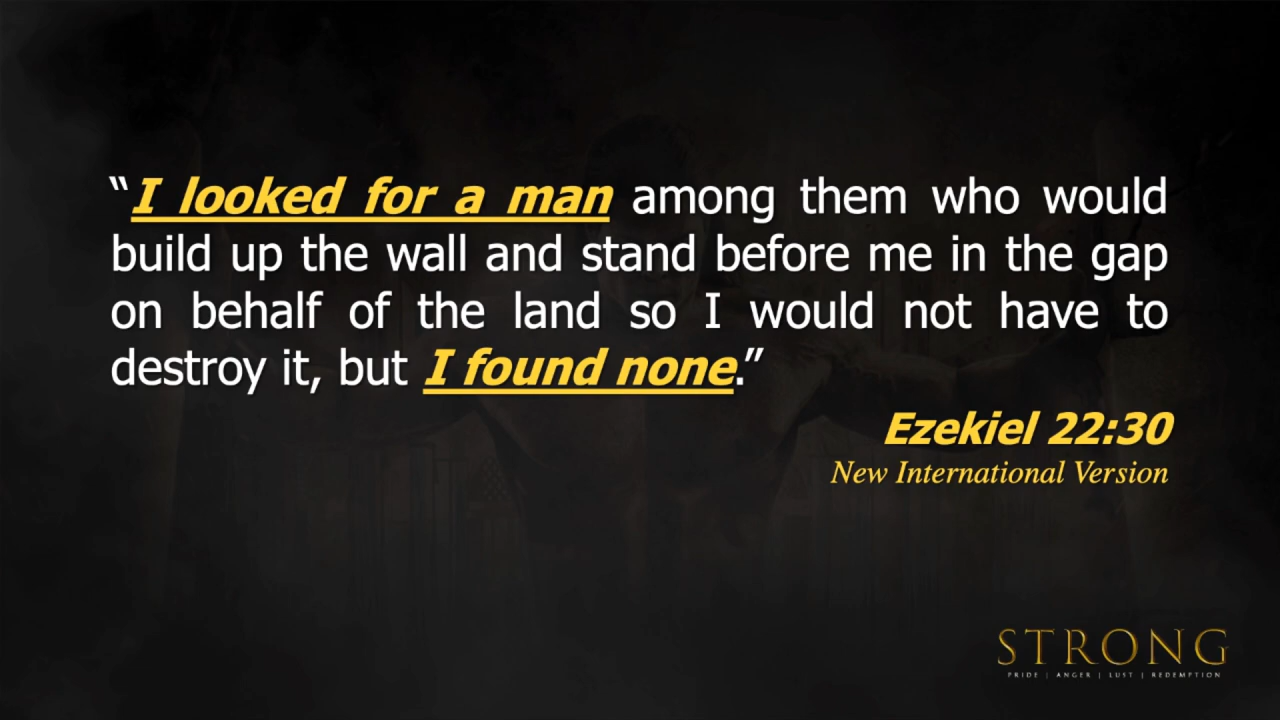 “I looked for a man among them who would
build up the wall and stand before me in the gap
on behalf of the land so I would not have to
destroy it, but I found none.”
Ezekiel 22:30
New International Version
STRONG
PRIDE | ANGER | LUST | REDEMPTION